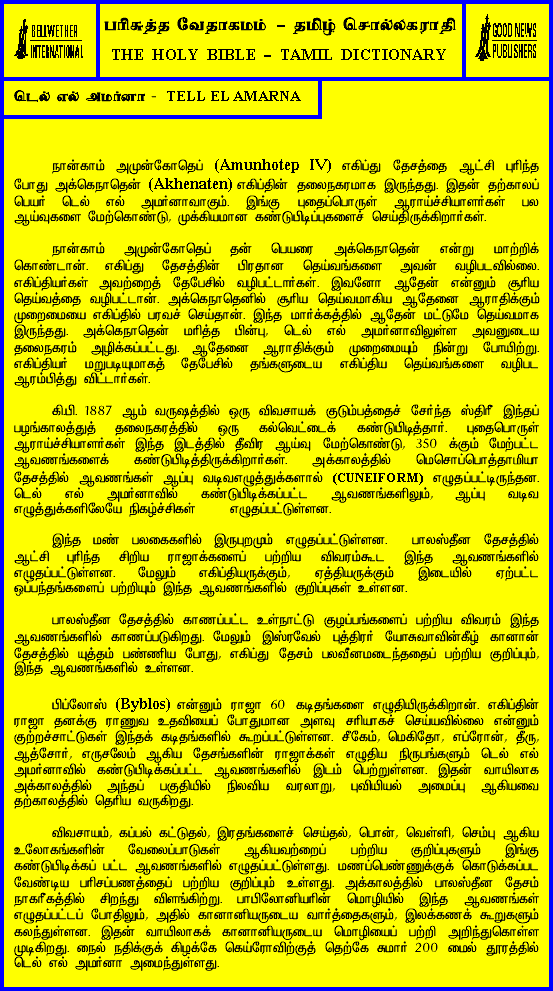 BELLWETHER
INTERNATIONAL
பரிசுத்த வேதாகமம் – தமிழ் சொல்லகராதி
THE HOLY BIBLE – TAMIL DICTIONARY
GOOD NEWS
PUBLISHERS
டெல் எல் அமர்னா - TELL EL AMARNA
நான்காம் அமுன்கோதெப் (Amunhotep IV) எகிப்து தேசத்தை ஆட்சி புரிந்த
போது அக்கெநாதென் (Akhenaten) எகிப்தின் தலைநகரமாக இருந்தது. இதன் தற்காலப்
பெயர் டெல் எல் அமர்னாவாகும். இங்கு புதைப்பொருள் ஆராய்ச்சியாளர்கள் பல
ஆய்வுகளை மேற்கொண்டு, முக்கியமான கண்டுபிடிப்புகளைச் செய்திருக்கிறார்கள்.
நான்காம் அமுன்கோதெப் தன் பெயரை அக்கெநாதென் என்று மாற்றிக்
கொண்டான். எகிப்து தேசத்தின் பிரதான தெய்வங்களை அவன் வழிபடவில்லை.
எகிப்தியர்கள் அவற்றைத் தேபேசில் வழிபட்டார்கள். இவனோ ஆதேன் என்னும் சூரிய
தெய்வத்தை வழிபட்டான். அக்கெநாதெனில் சூரிய தெய்வமாகிய ஆதேனை ஆராதிக்கும்
முறைமையை எகிப்தில் பரவச் செய்தான். இந்த மார்க்கத்தில் ஆதேன் மட்டுமே தெய்வமாக
இருந்தது. அக்கெநாதென் மரித்த பின்பு, டெல் எல் அமர்னாவிலுள்ள அவனுடைய
தலைநகரம் அழிக்கப்பட்டது. ஆதேனை ஆராதிக்கும் முறைமையும் நின்று போயிற்று.
எகிப்தியர் மறுபடியுமாகத் தேபேசில் தங்களுடைய எகிப்திய தெய்வங்களை வழிபட
ஆரம்பித்து விட்டார்கள்.
கி.பி. 1887 ஆம் வருஷத்தில் ஒரு விவசாயக் குடும்பத்தைச் சேர்ந்த ஸ்திரீ இந்தப்
பழங்காலத்துத் தலைநகரத்தில் ஒரு கல்வெட்டைக் கண்டுபிடித்தார். புதைபொருள்
ஆராய்ச்சியாளர்கள் இந்த இடத்தில் தீவிர ஆய்வு மேற்கொண்டு, 350 க்கும் மேற்பட்ட
ஆவணங்களைக் கண்டுபிடித்திருக்கிறார்கள். அக்காலத்தில் மெசொப்பொத்தாமியா
தேசத்தில் ஆவணங்கள் ஆப்பு வடிவஎழுத்துக்களால் (CUNEIFORM) எழுதப்பட்டிருந்தன.
டெல் எல் அமர்னாவில் கண்டுபிடிக்கப்பட்ட ஆவணங்களிலும், ஆப்பு வடிவ
எழுத்துக்களிலேயே நிகழ்ச்சிகள் எழுதப்பட்டுள்ளன.
இந்த மண் பலகைகளில் இருபுறமும் எழுதப்பட்டுள்ளன. பாலஸ்தீன தேசத்தில்
ஆட்சி புரிந்த சிறிய ராஜாக்களைப் பற்றிய விவரம்கூட இந்த ஆவணங்களில்
எழுதப்பட்டுள்ளன. மேலும் எகிப்தியருக்கும், ஏத்தியருக்கும் இடையில் ஏற்பட்ட
ஒப்பந்தங்களைப் பற்றியும் இந்த ஆவணங்களில் குறிப்புகள் உள்ளன.
பாலஸ்தீன தேசத்தில் காணப்பட்ட உள்நாட்டு குழப்பங்களைப் பற்றிய விவரம் இந்த
ஆவணங்களில் காணப்படுகிறது. மேலும் இஸ்ரவேல் புத்திரர் யோசுவாவின்கீழ் கானான்
தேசத்தில் யுத்தம் பண்ணிய போது, எகிப்து தேசம் பலவீனமடைந்ததைப் பற்றிய குறிப்பும்,
இந்த ஆவணங்களில் உள்ளன.
பிப்லோஸ் (Byblos) என்னும் ராஜா 60 கடிதங்களை எழுதியிருக்கிறான். எகிப்தின்
ராஜா தனக்கு ராணுவ உதவியைப் போதுமான அளவு சரியாகச் செய்யவில்லை என்னும்
குற்றச்சாட்டுகள் இந்தக் கடிதங்களில் கூறப்பட்டுள்ளன. சீகேம், மெகிதோ, எப்ரோன், தீரு,
ஆத்சோர், எருசலேம் ஆகிய தேசங்களின் ராஜாக்கள் எழுதிய நிருபங்களும் டெல் எல்
அமர்னாவில் கண்டுபிடிக்கப்பட்ட ஆவணங்களில் இடம் பெற்றுள்ளன. இதன் வாயிலாக
அக்காலத்தில் அந்தப் பகுதியில் நிலவிய வரலாறு, புவியியல் அமைப்பு ஆகியவை
தற்காலத்தில் தெரிய வருகிறது.
விவசாயம், கப்பல் கட்டுதல், இரதங்களைச் செய்தல், பொன், வெள்ளி, செம்பு ஆகிய
உலோகங்களின் வேலைப்பாடுகள் ஆகியவற்றைப் பற்றிய குறிப்புகளும் இங்கு
கண்டுபிடிக்கப் பட்ட ஆவணங்களில் எழுதப்பட்டுள்ளது. மணப்பெண்ணுக்குக் கொடுக்கப்பட
வேண்டிய பரிசப்பணத்தைப் பற்றிய குறிப்பும் உள்ளது. அக்காலத்தில் பாலஸ்தீன தேசம்
நாகரீகத்தில் சிறந்து விளங்கிற்று. பாபிலோனியரின் மொழியில் இந்த ஆவணங்கள்
எழுதப்பட்டப் போதிலும், அதில் கானானியருடைய வார்த்தைகளும், இலக்கணக் கூறுகளும்
கலந்துள்ளன. இதன் வாயிலாகக் கானானியருடைய மொழியைப் பற்றி அறிந்துகொள்ள
முடிகிறது. நைல் நதிக்குக் கிழக்கே கெய்ரோவிற்குத் தெற்கே சுமார் 200 மைல் தூரத்தில்
டெல் எல் அமர்னா அமைந்துள்ளது.